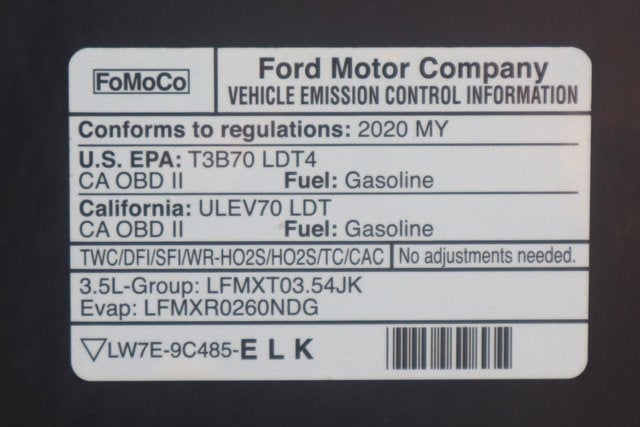 FoMoCo
Ford Motor Company
VEHICLE EMISSION CONTROL INFORMATION
Conforms to regulations: 2020 MY
U.S. EPA: T3B70 LDT4
CA OBD II Fuel: Gasoline
California: ULEV70 LDT
CA OBD II Fuel: Gasoline
TWC/DFI/SFI/WR-HO2S/HO2S/TC/CAC No adjustments needed.
3.5L-Group: LFMXT03.54JK
Evap: LFMXR0260NDG
▽LW7E-9C485-ELK